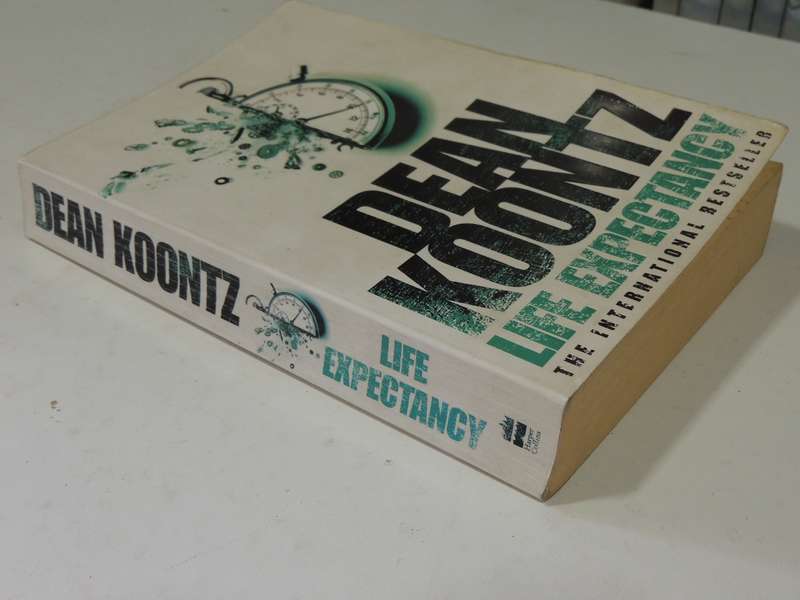 DEAN
KOONTZ
LIFE EXPECTANCY
THE INTERNATIONAL BESTSELLER
DEAN KOONTZ
LIFE
EXPECTANCY
Harper
Collins